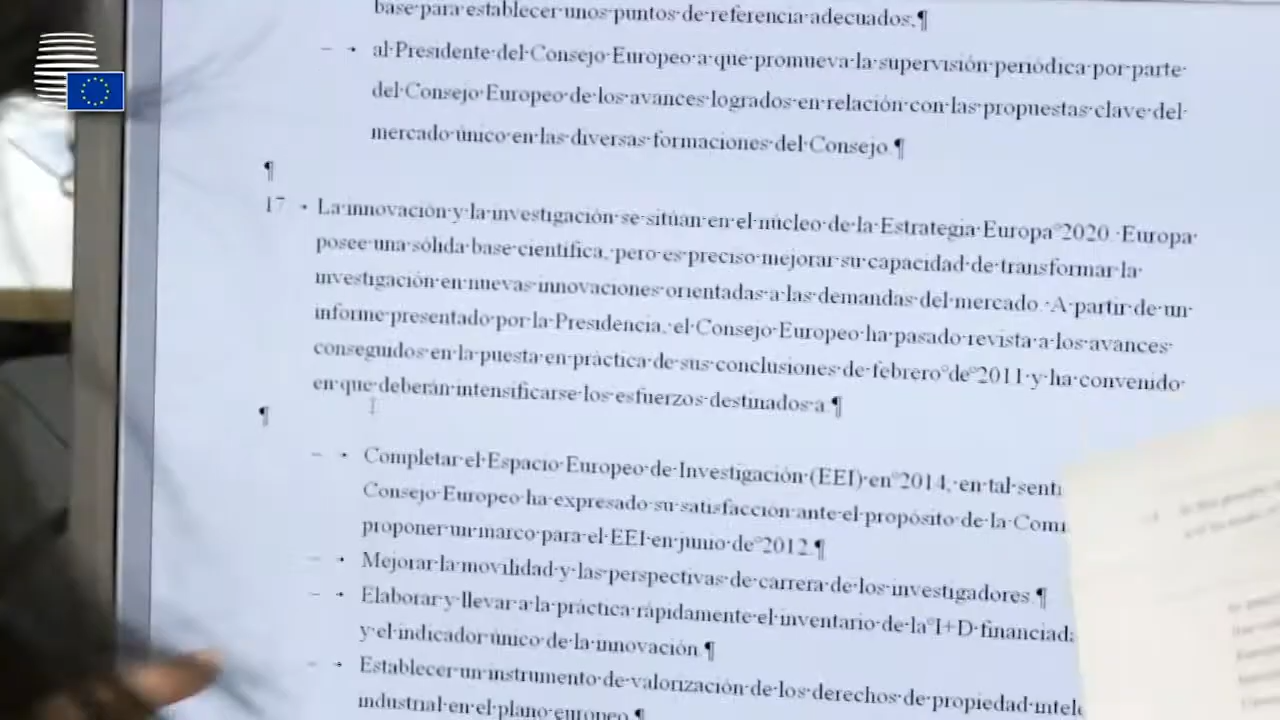 base para establecer unos puntos de referencia adecuados;¶
– al Presidente del Consejo Europeo a que promueva la supervisión periódica por parte
del Consejo Europeo de los avances logrados en relación con las propuestas clave del
mercado único en las diversas formaciones del Consejo.¶
¶
17 La innovación y la investigación se sitúan en el núcleo de la Estrategia Europa°2020. Europa
posee una sólida base científica, pero es preciso mejorar su capacidad de transformar la
investigación en nuevas innovaciones orientadas a las demandas del mercado. A partir de un
informe presentado por la Presidencia, el Consejo Europeo ha pasado revista a los avances
conseguidos en la puesta en práctica de sus conclusiones de febrero°de°2011 y ha convenido
en que deberán intensificarse los esfuerzos destinados a ¶
¶
– Completar el Espacio Europeo de Investigación (EEI) en°2014; en tal senti
Consejo Europeo ha expresado su satisfacción ante el propósito de la Comi
proponer un marco para el EEI en junio de°2012.¶
– Mejorar la movilidad y las perspectivas de carrera de los investigadores.¶
– Elaborar y llevar a la práctica rápidamente el inventario de la°I+D financiada
y el indicador único de la innovación.¶
– Establecer un instrumento de valorización de los derechos de propiedad intele
industrial en el plano europeo.¶